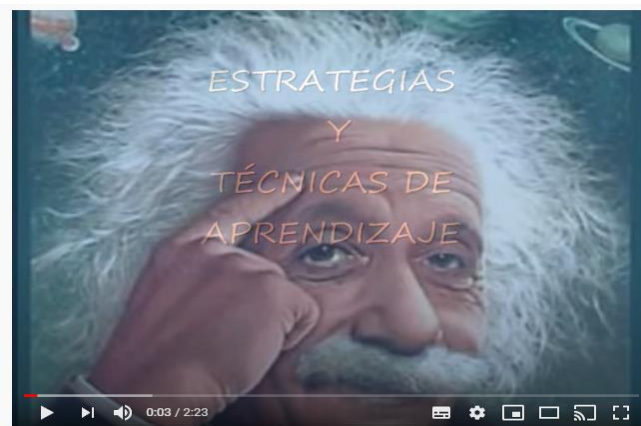 ESTRATEGIAS
Y
TÉCNICAS DE
APRENDIZAJE
0:03 / 2:23